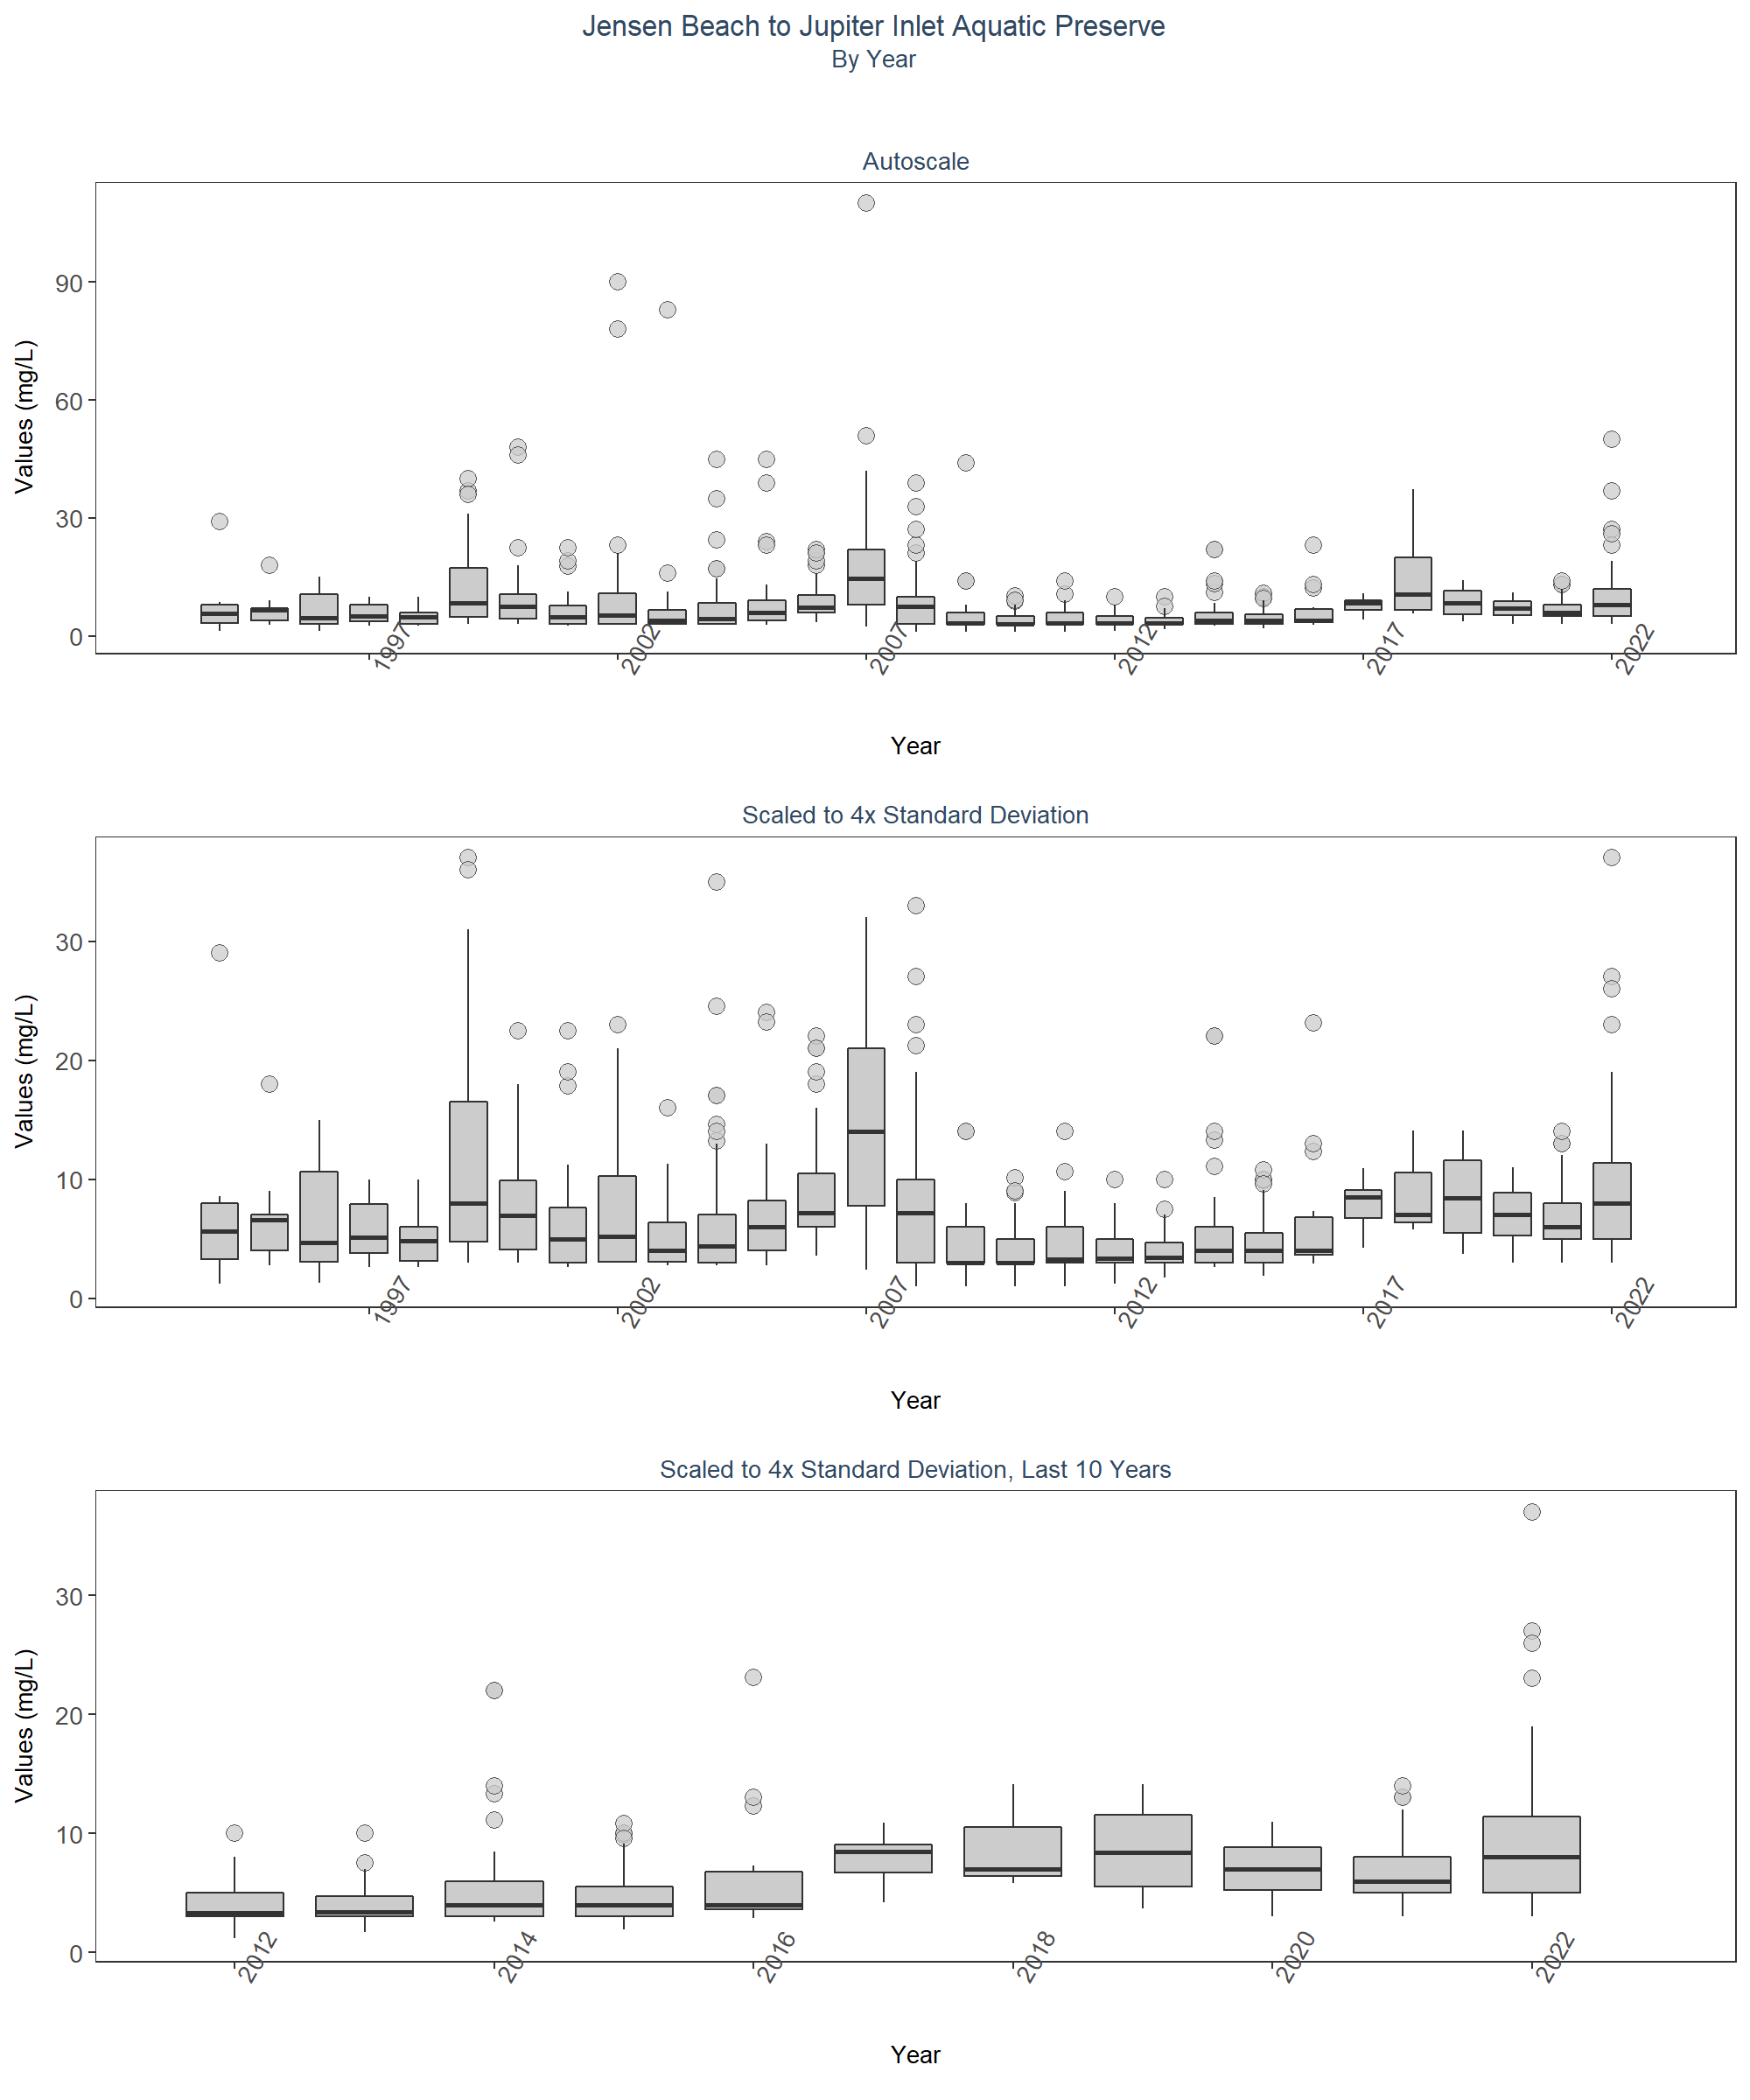 Jensen Beach to Jupiter Inlet Aquatic Preserve
By Year
Autoscale
Values (mg/L)
90
60
30
0
1997
2002
2007
2012
2017
2022
Year
Scaled to 4x Standard Deviation
Values (mg/L)
30
20
10
0
1997
2002
2007
2012
2017
2022
Year
Scaled to 4x Standard Deviation, Last 10 Years
Values (mg/L)
30
20
10
0
2012
2014
2016
2018
2020
2022
Year